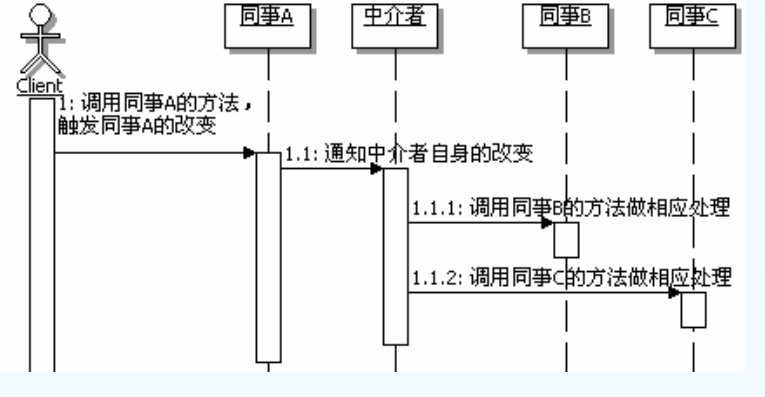 同事A
中介者
同事B
同事C
Client
1: 调用同事A的方法，
触发同事A的改变
1.1: 通知中介者自身的改变
1.1.1: 调用同事B的方法做相应处理
1.1.2: 调用同事C的方法做相应处理